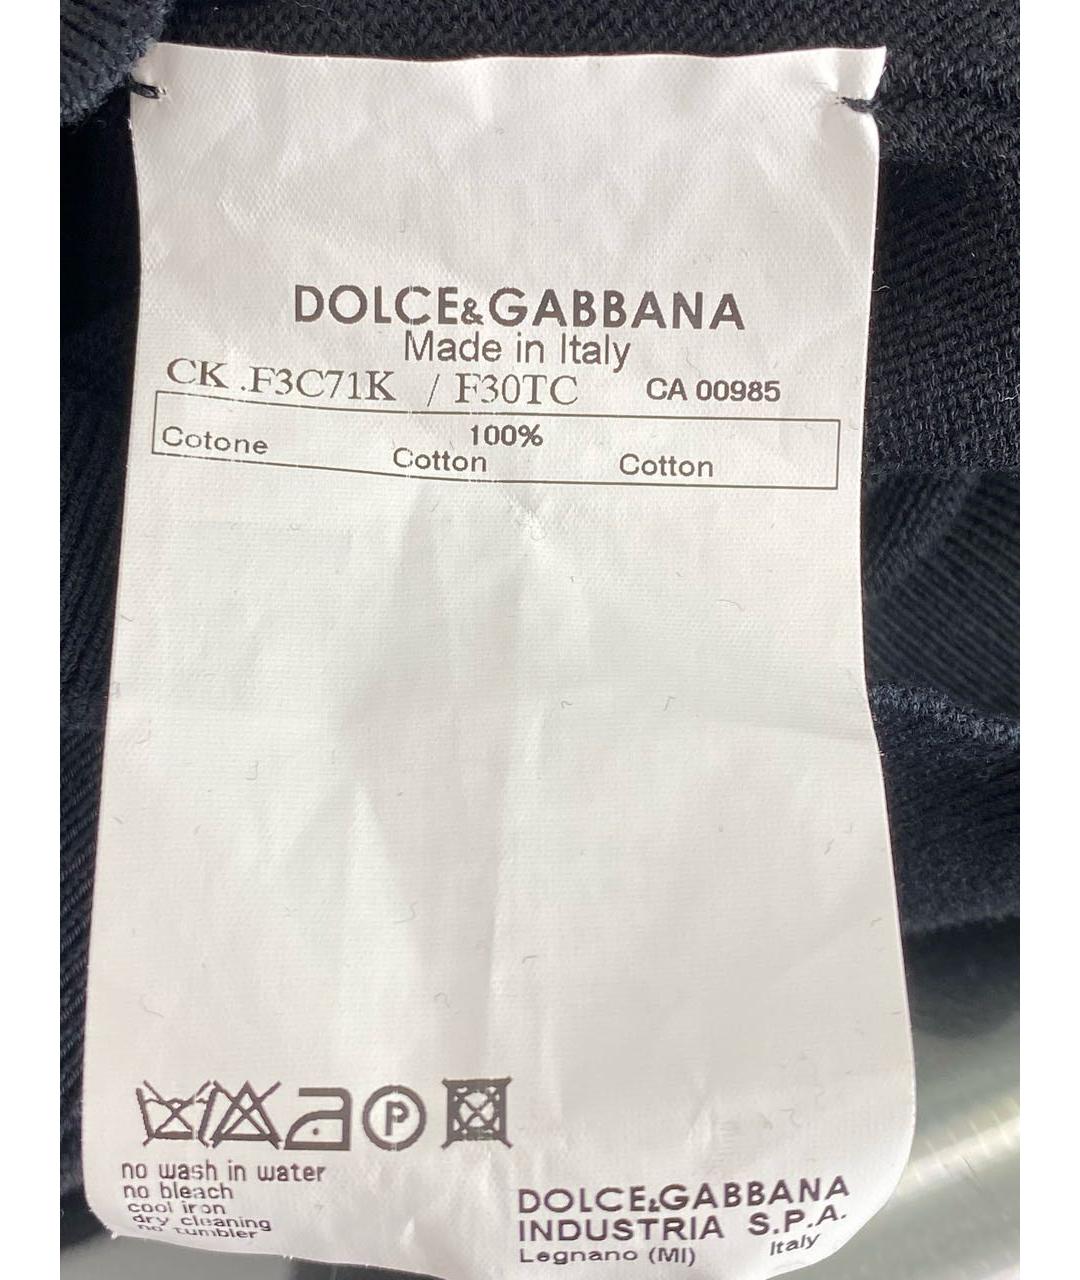 DOLCE&GABBANA
Made in Italy
CK .F3C71K / F30TC CA 00985
100%
Cotone Cotton Cotton
P
no wash in water
no bleach
cool iron
dry cleaning
no tumbler
DOLCE&GABBANA
INDUSTRIA S.P.A.
Legnano (MI) Italy